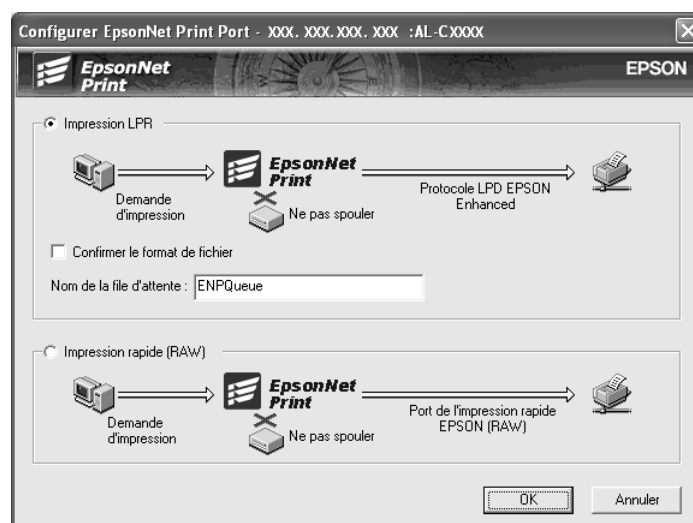 Configurer EpsonNet Print Port - XXX. XXX. XXX. XXX :AL-CXXXX
EpsonNet
Print
EPSON
Impression LPR
EpsonNet
Print
Demande
d'impression
Ne pas spouler
Protocole LPD EPSON
Enhanced
Confirmer le format de fichier
Nom de la file d'attente : ENPQueue
Impression rapide (RAW)
EpsonNet
Print
Demande
d'impression
Ne pas spouler
Port de l'impression rapide
EPSON (RAW)
OK
Annuler